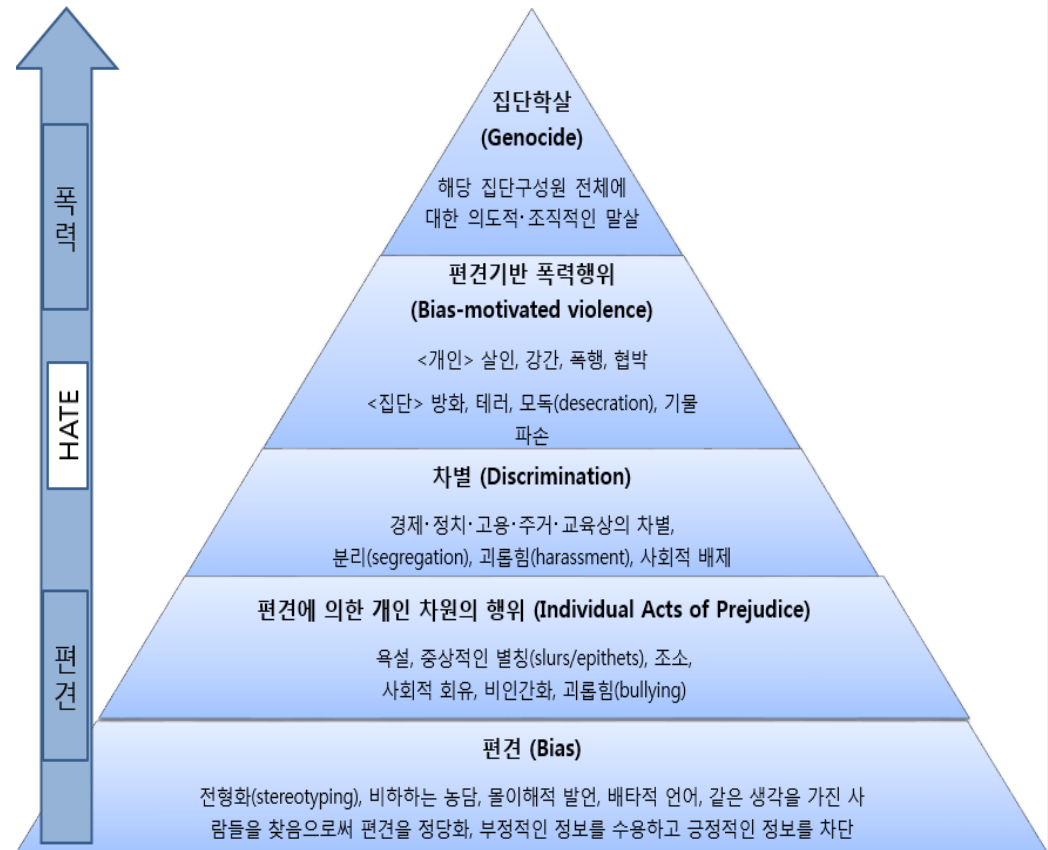 폭력
HATE
편견
집단학살
(Genocide)
해당 집단구성원 전체에
대한 의도적·조직적인 말살
편견기반 폭력행위
(Bias-motivated violence)
<개인> 살인, 강간, 폭행, 협박
<집단> 방화, 테러, 모독(desecration), 기물
파손
차별 (Discrimination)
경제·정치·고용·주거·교육상의 차별,
분리(segregation), 괴롭힘(harassment), 사회적 배제
편견에 의한 개인 차원의 행위 (Individual Acts of Prejudice)
욕설, 중상적인 별칭(slurs/epithets), 조소,
사회적 회유, 비인간화, 괴롭힘(bullying)
편견 (Bias)
전형화(stereotyping), 비하하는 농담, 몰이해적 발언, 배타적 언어, 같은 생각을 가진 사
람들을 찾음으로써 편견을 정당화, 부정적인 정보를 수용하고 긍정적인 정보를 차단